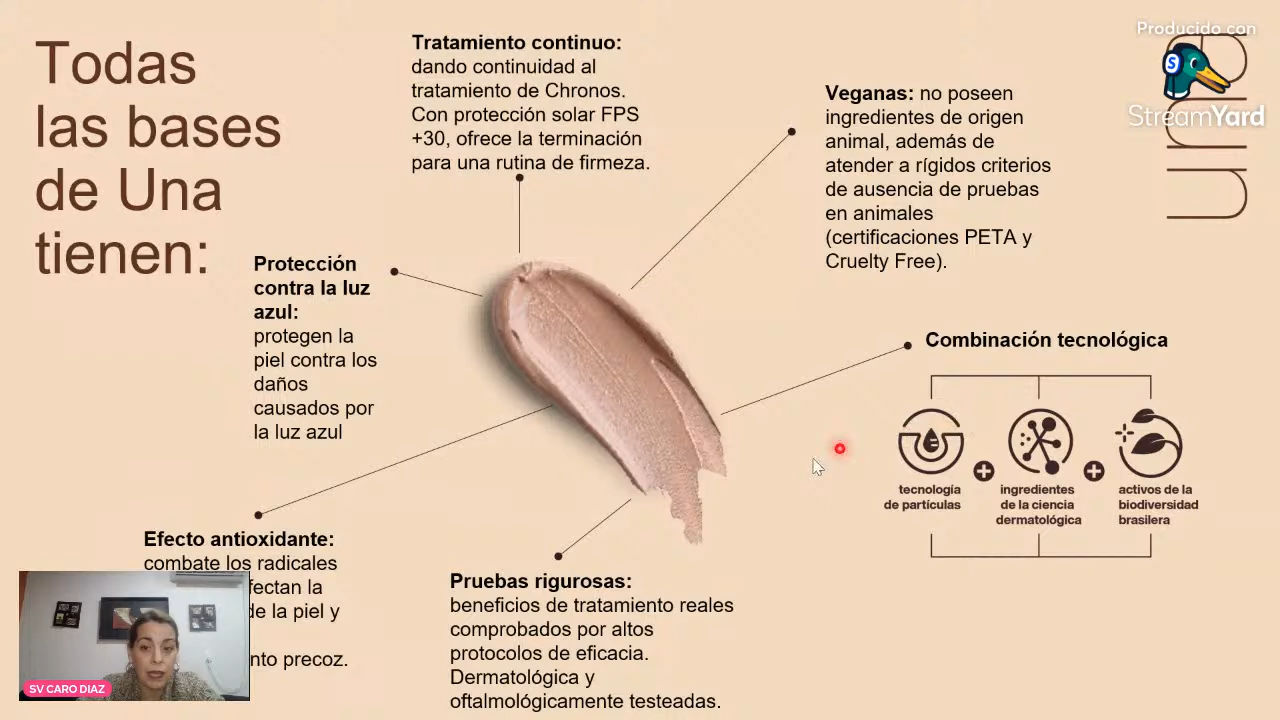 Todas
las bases
de Una
tienen:
Tratamiento continuo:
dando continuidad al
tratamiento de Chronos.
Con protección solar FPS
+30, ofrece la terminación
para una rutina de firmeza.
Veganas: no poseen
ingredientes de origen
animal, además de
atender a rígidos criterios
de ausencia de pruebas
en animales
(certificaciones PETA y
Cruelty Free).
Producido con
StreamYard
una
Protección
contra la luz
azul:
protegen la
piel contra los
daños
causados por
la luz azul
Combinación tecnológica
tecnología
de partículas
ingredientes
de la ciencia
dermatológica
activos de la
biodiversidad
brasilera
Efecto antioxidante:
combate los radicales
fectan la
de la piel y
nto precoz.
Pruebas rigurosas:
beneficios de tratamiento reales
comprobados por altos
protocolos de eficacia.
Dermatológica y
oftalmológicamente testeadas.
SV CARO DIAZ